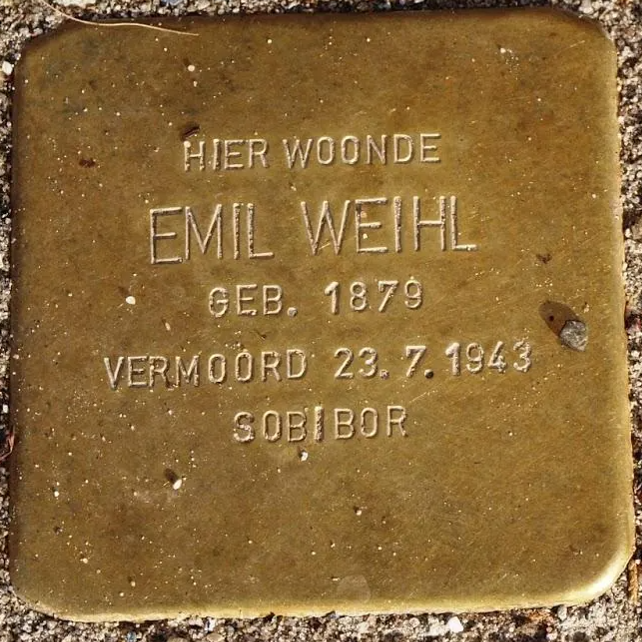 HIER WOONDE
EMIL WEIHL
GEB. 1879
VERMOORD 23.7.1943
SOBIBOR